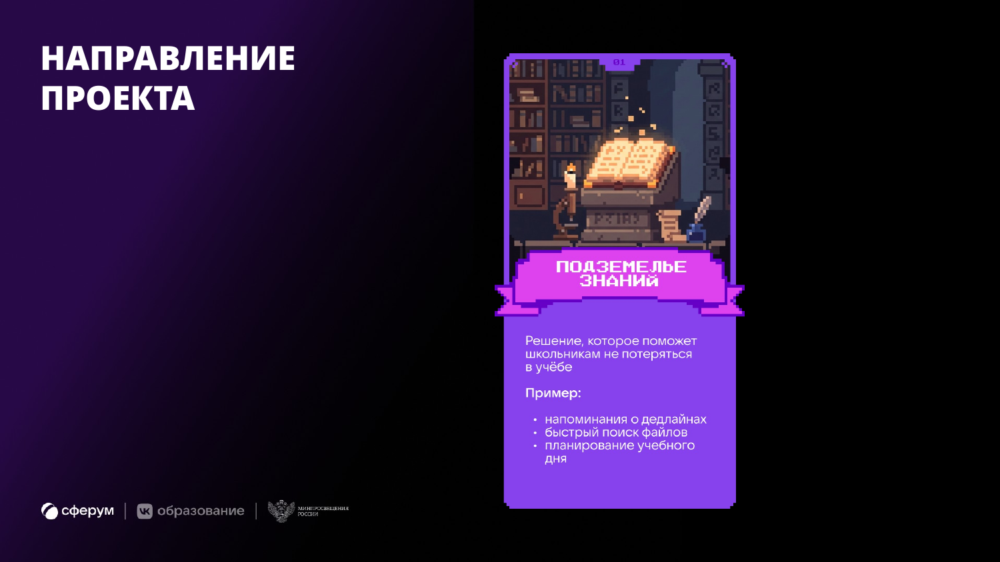 НАПРАВЛЕНИЕ
ПРОЕКТА
01
ПОДЗЕМЕЛЬЕ
ЗНАНИЙ
Решение, которое поможет
школьникам не потеряться
в учёбе
Пример:
• напоминания о дедлайнах
• быстрый поиск файлов
• планирование учебного
дня
сферум
VK образование
МИНПРОСВЕЩЕНИЯ
РОССИИ